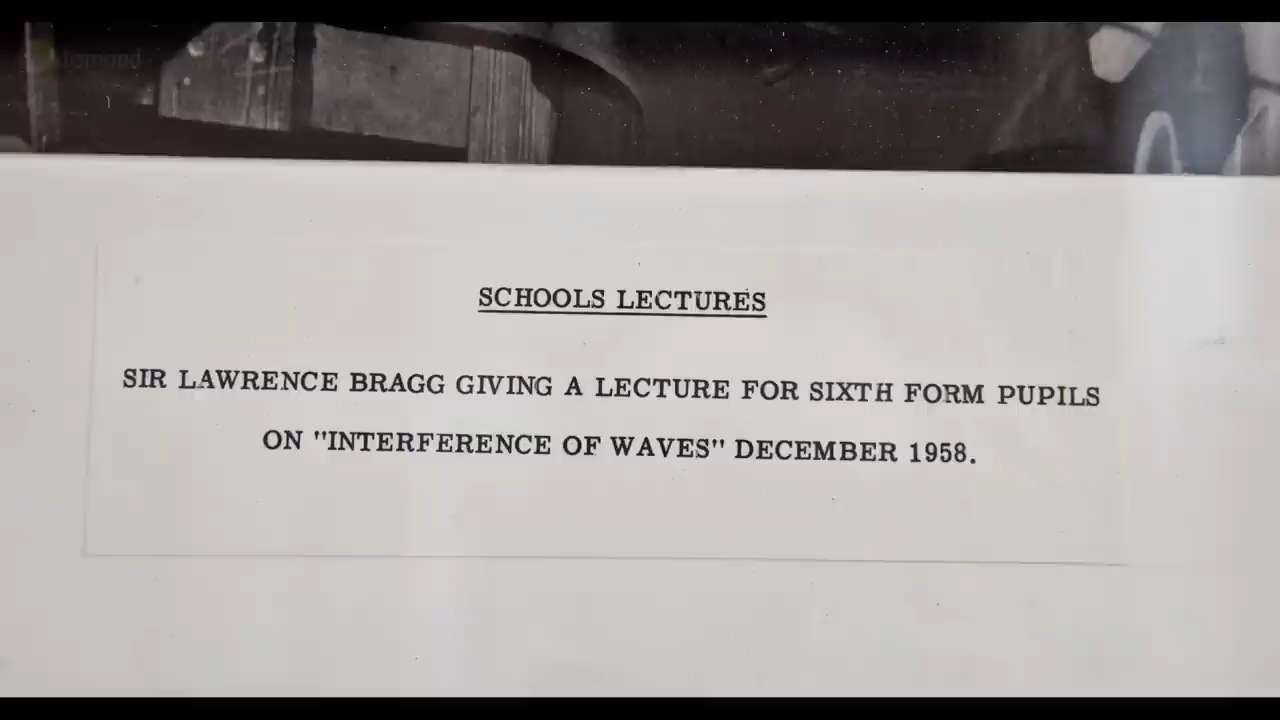 SCHOOLS LECTURES
SIR LAWRENCE BRAGG GIVING A LECTURE FOR SIXTH FORM PUPILS
ON "INTERFERENCE OF WAVES" DECEMBER 1958.